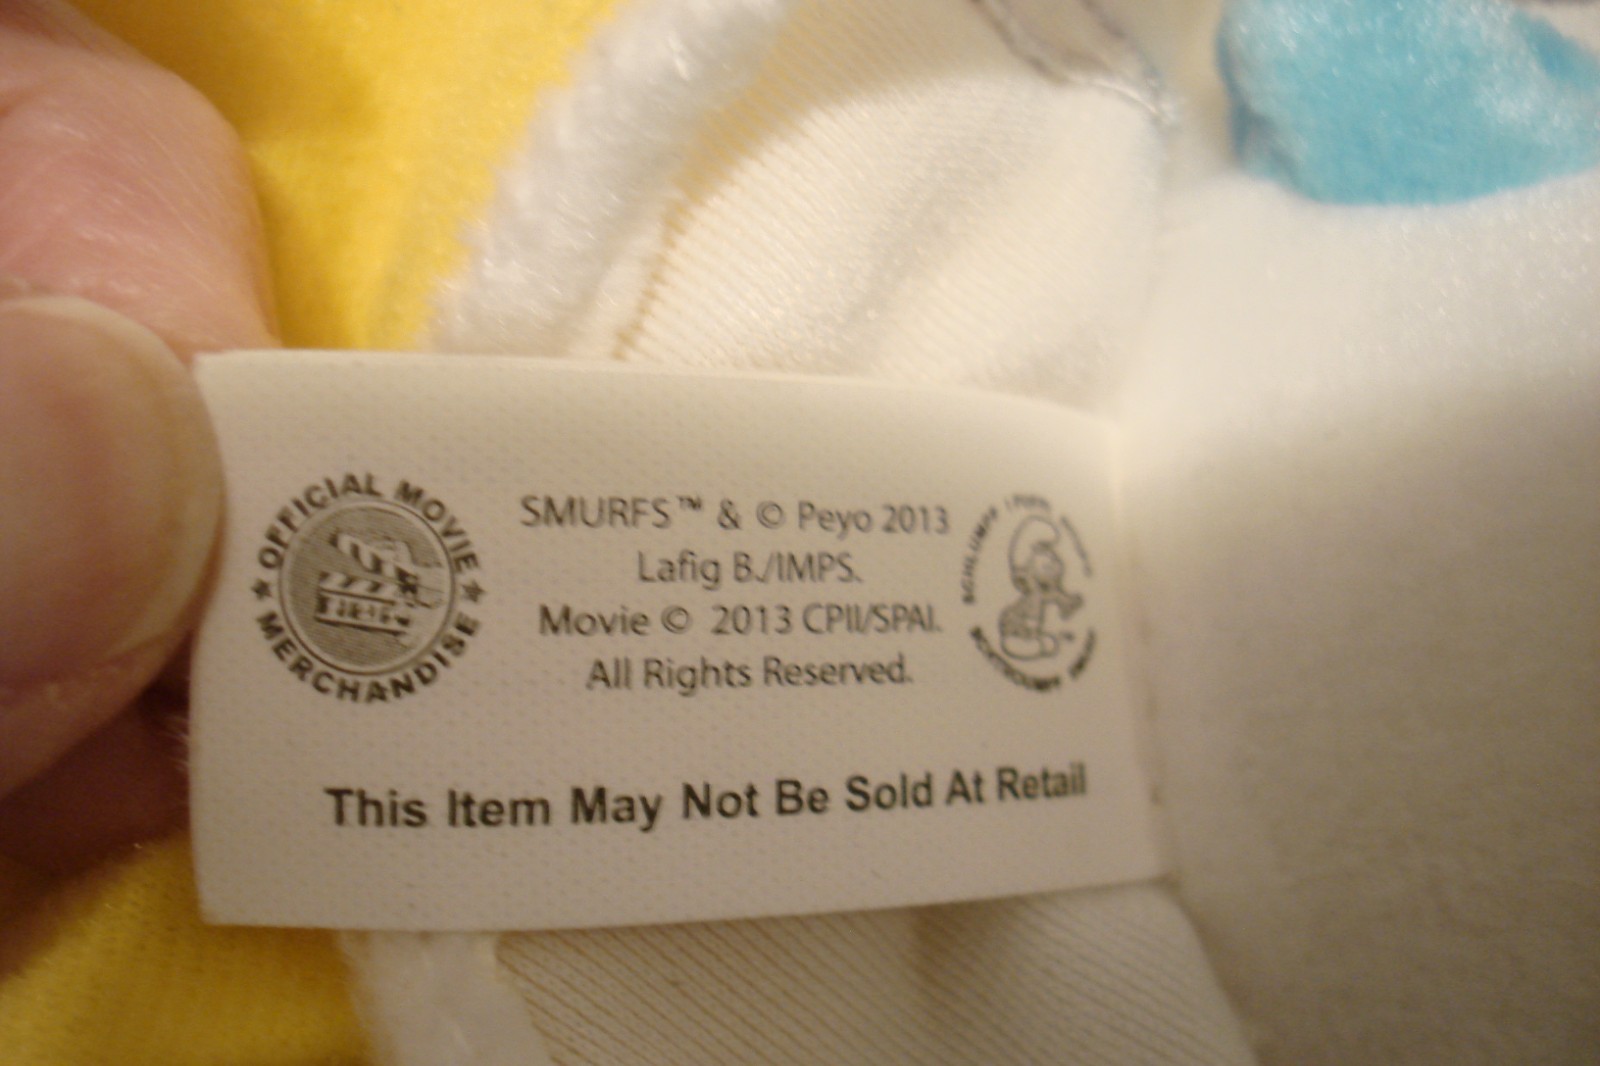 OFFICIAL MOVIE
MERCHANDISE
SMURFS™ & © Peyo 2013
Lafig B./IMPS.
Movie © 2013 CPII/SPAI.
All Rights Reserved.
SCHLUMPF
This Item May Not Be Sold At Retail